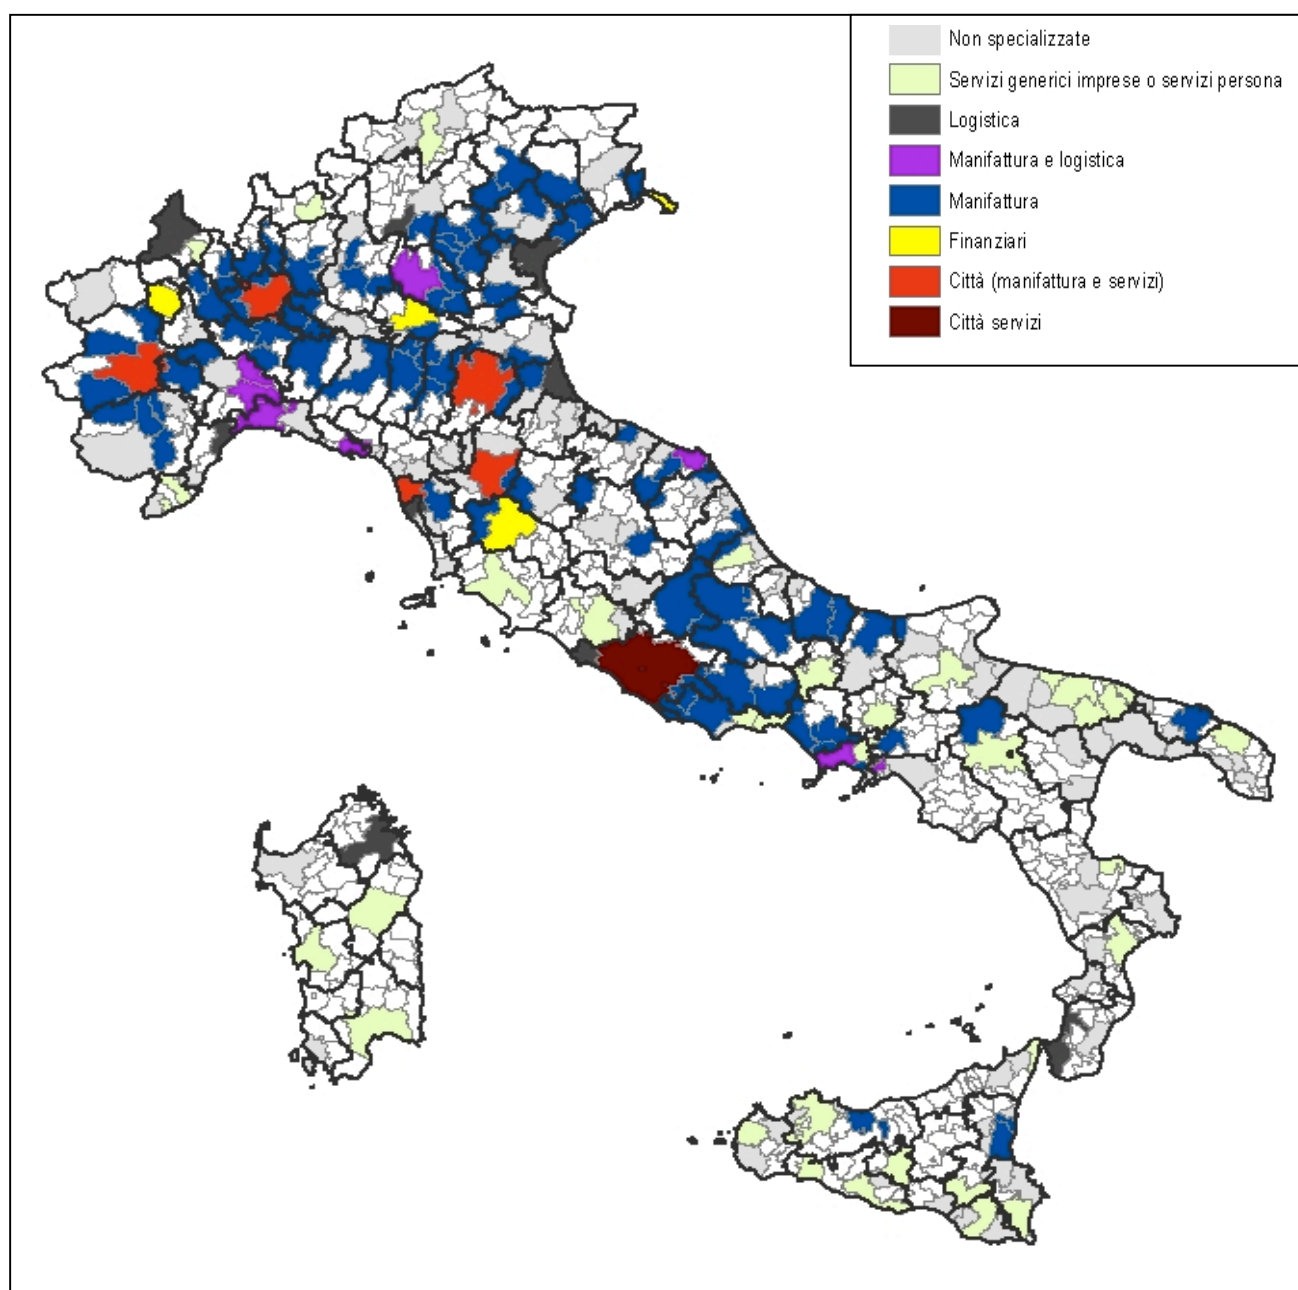 Non specializzate
Servizi generici imprese o servizi persona
Logistica
Manifattura e logistica
Manifattura
Finanziari
Città (manifattura e servizi)
Città servizi